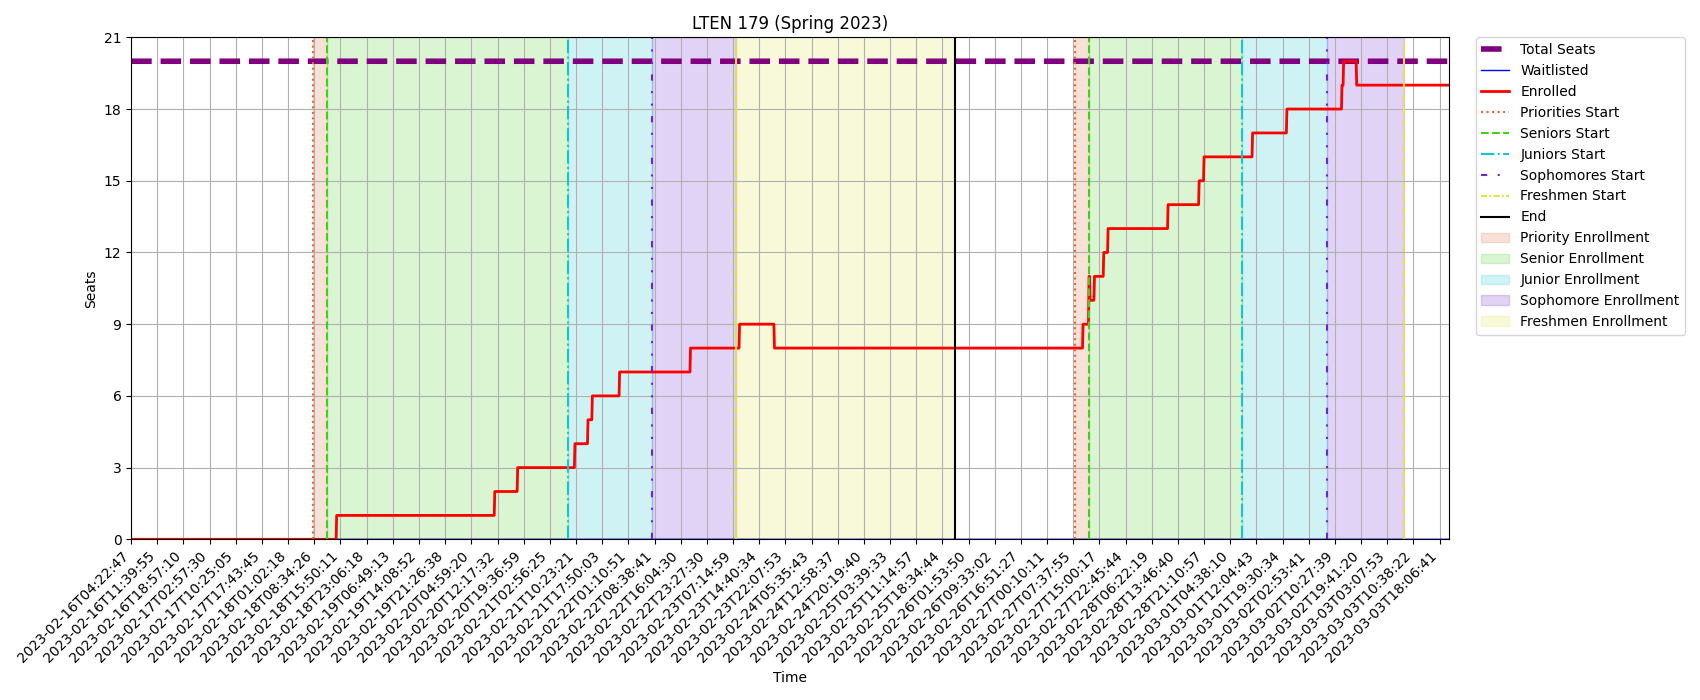 LTEN 179 (Spring 2023)
21
18
15
12
9
6
3
0
Seats
2023-02-16T04:22:47
2023-02-16T11:39:55
2023-02-16T18:57:10
2023-02-17T02:57:30
2023-02-17T10:25:05
2023-02-17T17:43:45
2023-02-18T01:02:18
2023-02-18T08:34:26
2023-02-18T15:50:11
2023-02-18T23:06:18
2023-02-19T06:49:13
2023-02-19T14:08:52
2023-02-19T21:26:38
2023-02-20T04:59:20
2023-02-20T12:17:32
2023-02-20T19:36:59
2023-02-21T02:56:25
2023-02-21T10:23:21
2023-02-21T17:50:03
2023-02-22T01:10:51
2023-02-22T08:38:41
2023-02-22T16:04:30
2023-02-22T23:27:30
2023-02-23T07:14:59
2023-02-23T14:40:34
2023-02-23T22:07:53
2023-02-24T05:35:43
2023-02-24T12:58:37
2023-02-24T20:19:40
2023-02-25T03:39:33
2023-02-25T11:14:57
2023-02-25T18:34:44
2023-02-26T01:53:50
2023-02-26T09:33:02
2023-02-26T16:51:27
2023-02-27T00:10:11
2023-02-27T07:37:55
2023-02-27T15:00:17
2023-02-27T22:45:44
2023-02-28T06:22:19
2023-02-28T13:46:40
2023-02-28T21:10:57
2023-03-01T04:38:10
2023-03-01T12:04:43
2023-03-01T19:30:34
2023-03-02T02:53:41
2023-03-02T10:27:39
2023-03-02T19:41:20
2023-03-03T03:07:53
2023-03-03T10:38:22
2023-03-03T18:06:41
Time
Total Seats
Waitlisted
Enrolled
Priorities Start
Seniors Start
Juniors Start
Sophomores Start
Freshmen Start
End
Priority Enrollment
Senior Enrollment
Junior Enrollment
Sophomore Enrollment
Freshmen Enrollment